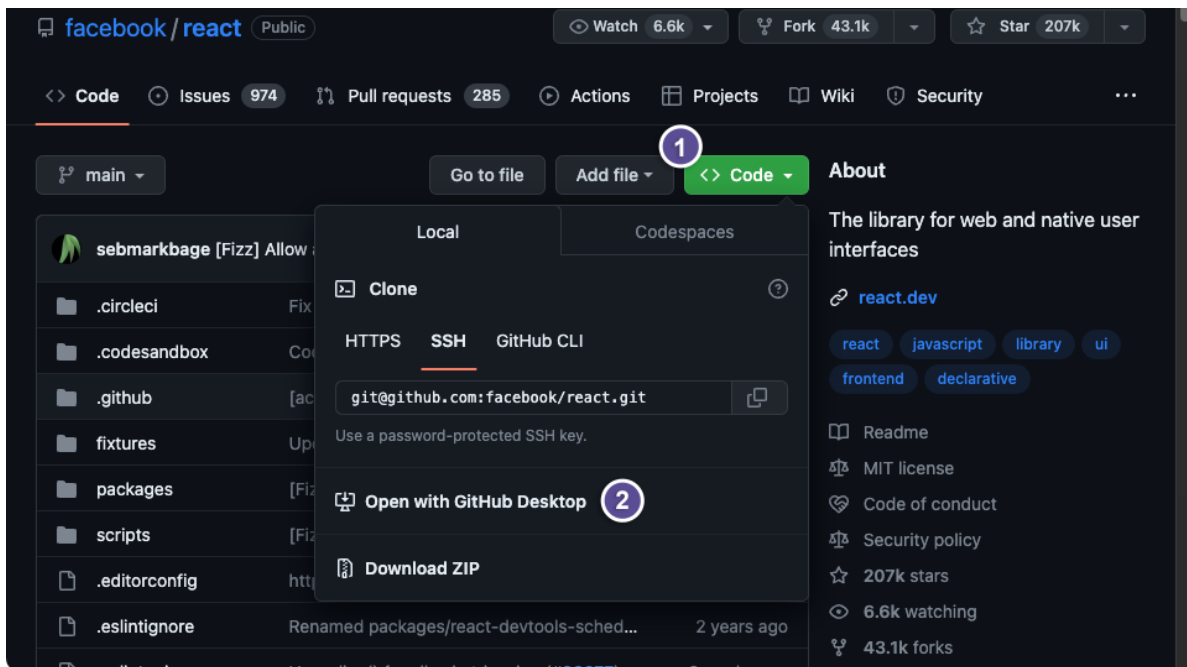 facebook / react Public Watch 6.6k Fork 43.1k Star 207k
Code Issues 974 Pull requests 285 Actions Projects Wiki Security ...
1
main Go to file Add file Code
Local Codespaces
Clone
HTTPS SSH GitHub CLI
git@github.com:facebook/react.git
Use a password-protected SSH key.
Open with GitHub Desktop 2
Download ZIP
sebmarkbage [Fizz] Allow
.circleci Fix
.codesandbox
.github
fixtures
packages
scripts
.editorconfig
.eslintignore Renamed packages/react-devtools-sched... 2 years ago
About
The library for web and native user
interfaces
react.dev
react javascript library ui
frontend declarative
Readme
MIT license
Code of conduct
Security policy
207k stars
6.6k watching
43.1k forks